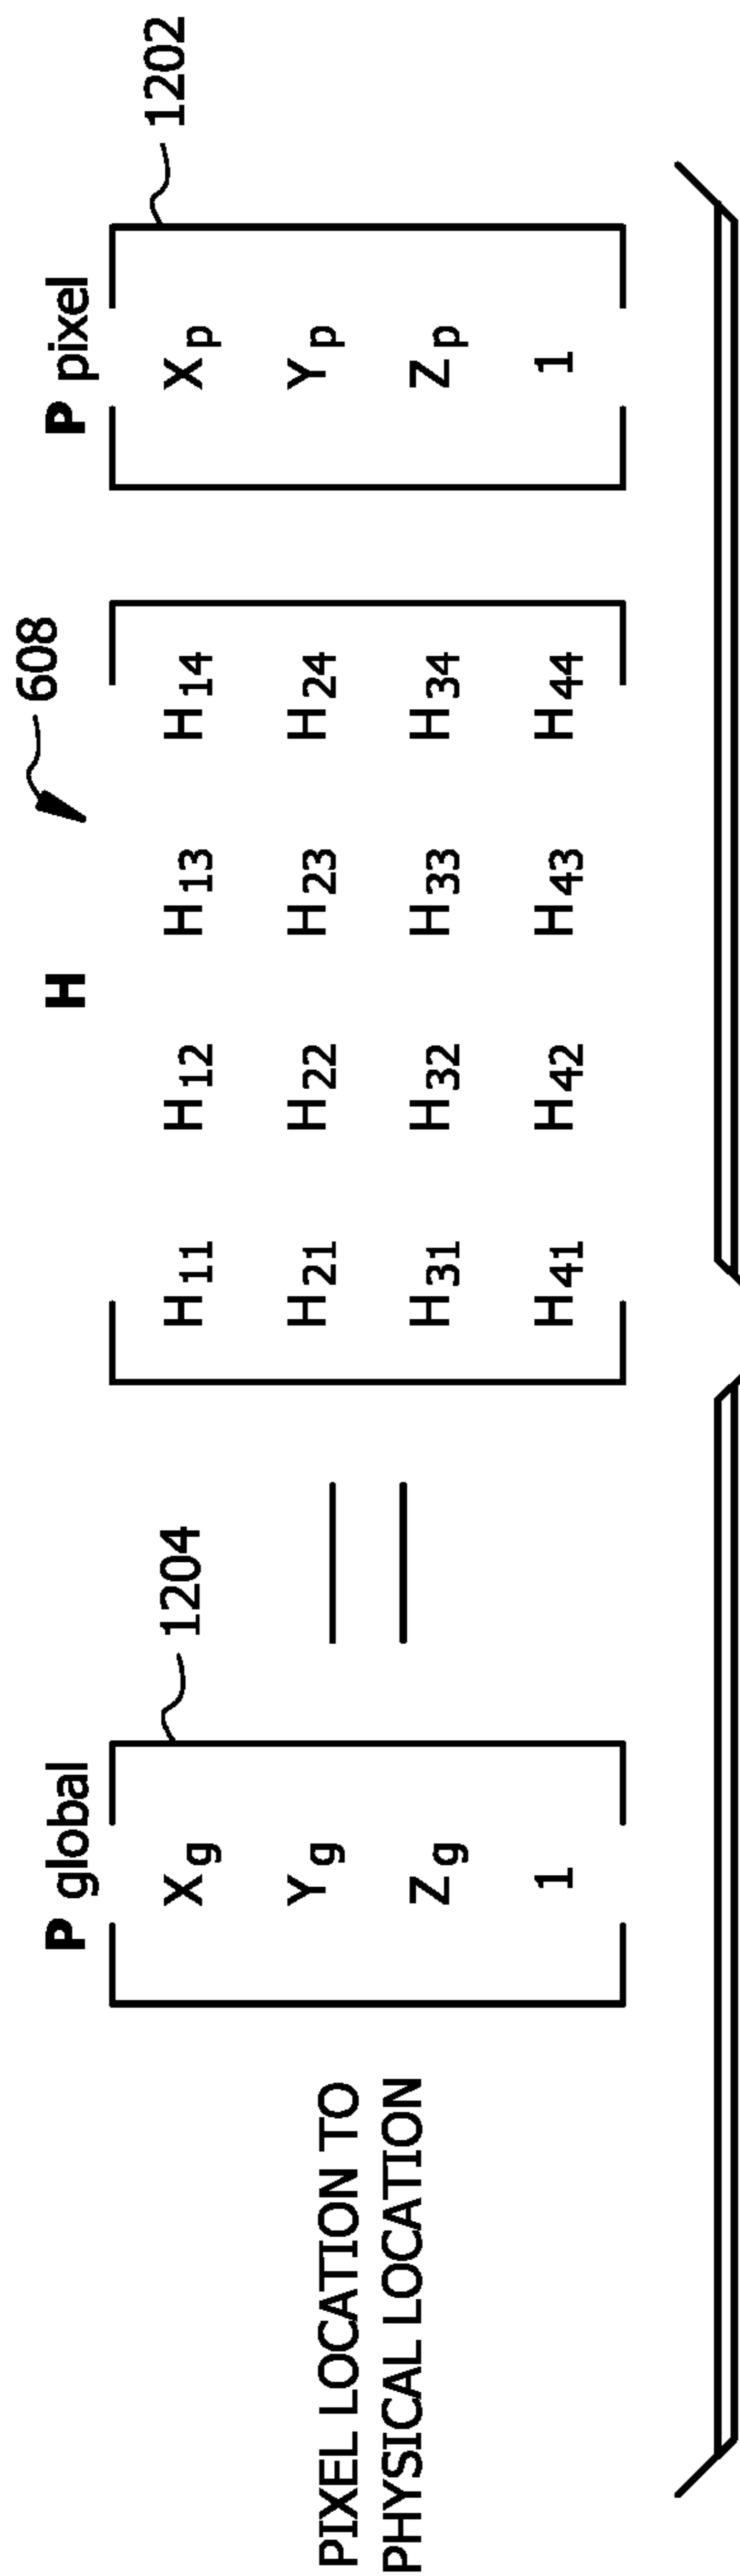 608
P global H P pixel
1204 1202
Xg H11 H12 H13 H14 Xp
PIXEL LOCATION TO Yg = H21 H22 H23 H24 Yp
PHYSICAL LOCATION Zg H31 H32 H33 H34 Zp
1 H41 H42 H43 H44 1